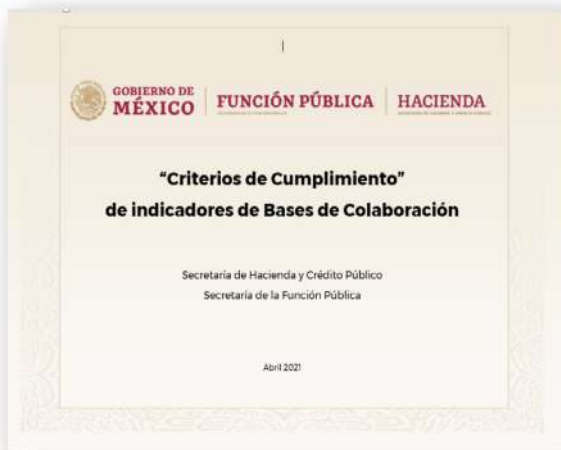 GOBIERNO DE
MÉXICO
FUNCIÓN PÚBLICA
HACIENDA
“Criterios de Cumplimiento”
de indicadores de Bases de Colaboración
Secretaría de Hacienda y Crédito Público
Secretaría de la Función Pública
Abril 2021